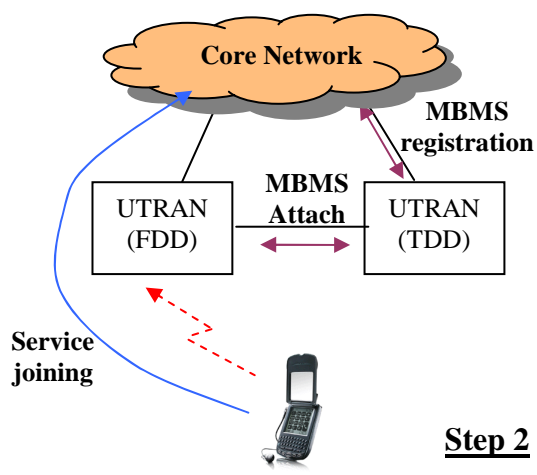 Core Network
MBMS
registration
MBMS
Attach
UTRAN
(FDD)
UTRAN
(TDD)
Service
joining
Step 2